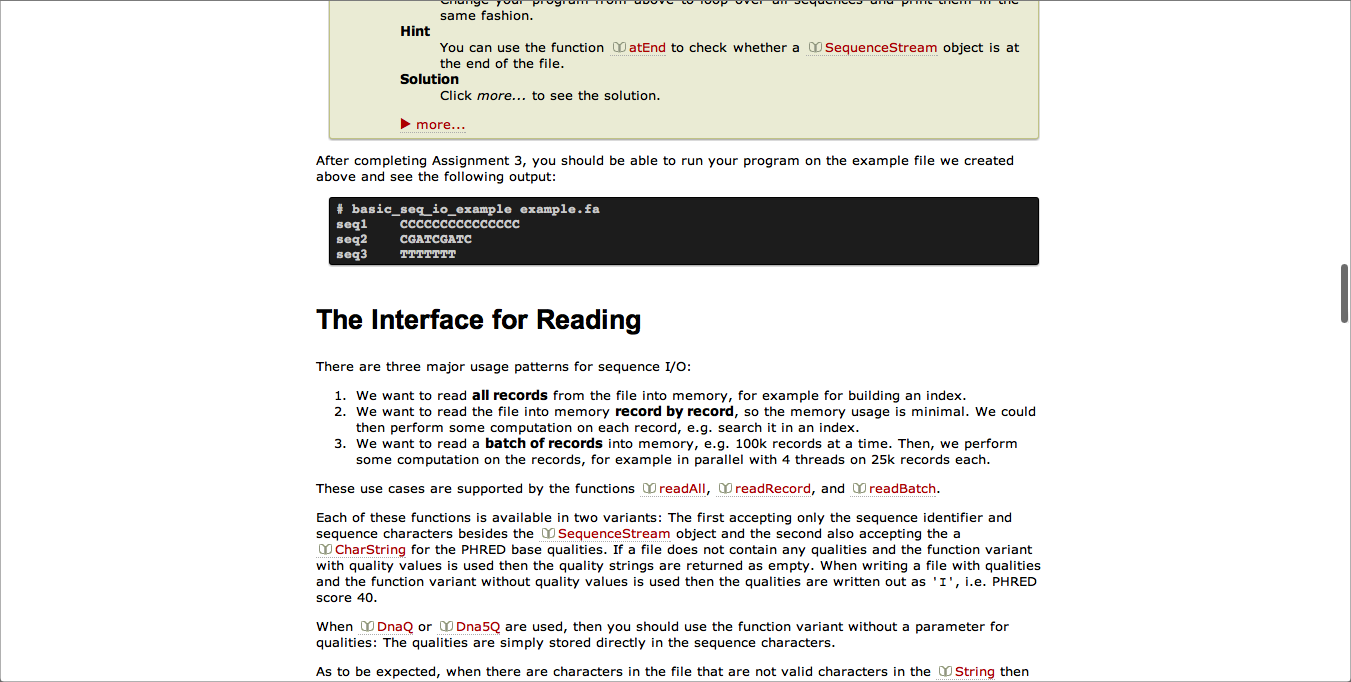 Change your program from above to loop over all sequences and print them in the
same fashion.
Hint
You can use the function atEnd to check whether a SequenceStream object is at
the end of the file.
Solution
Click more... to see the solution.
more...
After completing Assignment 3, you should be able to run your program on the example file we created
above and see the following output:
# basic_seq_io_example example.fa
seq1    CCCCCCCCCCCCCCC
seq2    CGATCGATC
seq3    TTTTTTT
The Interface for Reading
There are three major usage patterns for sequence I/O:
1. We want to read all records from the file into memory, for example for building an index.
2. We want to read the file into memory record by record, so the memory usage is minimal. We could
then perform some computation on each record, e.g. search it in an index.
3. We want to read a batch of records into memory, e.g. 100k records at a time. Then, we perform
some computation on the records, for example in parallel with 4 threads on 25k records each.
These use cases are supported by the functions readAll, readRecord, and readBatch.
Each of these functions is available in two variants: The first accepting only the sequence identifier and
sequence characters besides the SequenceStream object and the second also accepting the a
CharString for the PHRED base qualities. If a file does not contain any qualities and the function variant
with quality values is used then the quality strings are returned as empty. When writing a file with qualities
and the function variant without quality values is used then the qualities are written out as 'I', i.e. PHRED
score 40.
When DnaQ or Dna5Q are used, then you should use the function variant without a parameter for
qualities: The qualities are simply stored directly in the sequence characters.
As to be expected, when there are characters in the file that are not valid characters in the String then